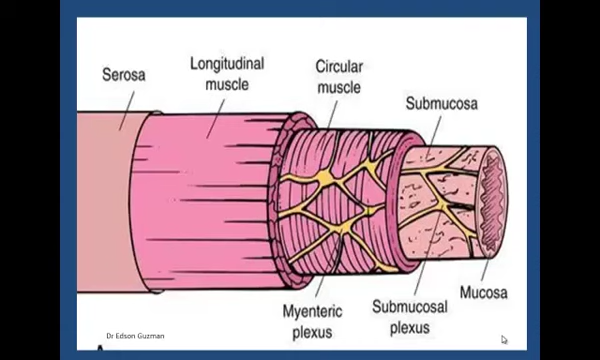 Serosa
Longitudinal
muscle
Circular
muscle
Submucosa
Myenteric
plexus
Submucosal
plexus
Mucosa
Dr Edson Guzman